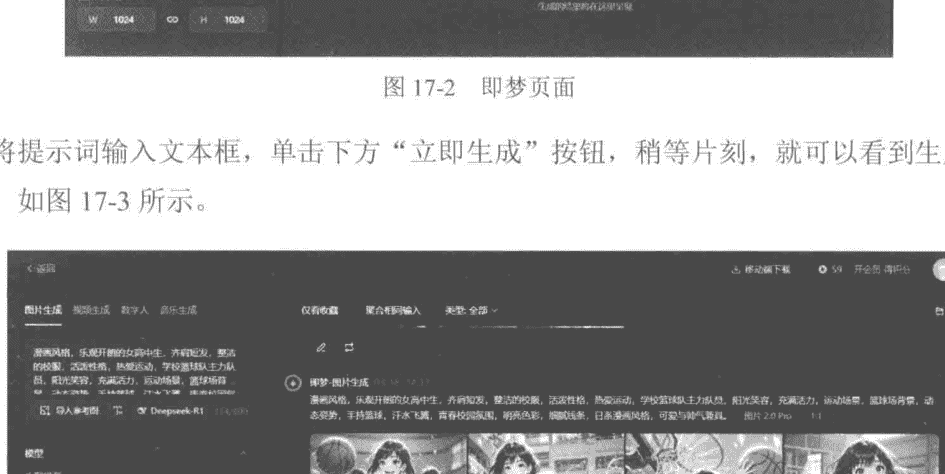 W 1024 H 1024
生成的结果将在这里呈现
图 17-2 即梦页面
将提示词输入文本框，单击下方“立即生成”按钮，稍等片刻，就可以看到生
如图 17-3 所示。
返回 移动端下载 59
图片生成 视频生成 数字人 音乐生成 仅看收藏 聚合相同输入 类型: 全部
漫画风格，乐观开朗的女高中生，齐肩短发，整洁
的校服，活泼性格，热爱运动，学校篮球队主力队
员，阳光笑容，充满活力，运动场景，篮球场背
即梦-图片生成
漫画风格，乐观开朗的女高中生，齐肩短发，整洁的校服，活泼性格，热爱运动，学校篮球队主力队员，阳光笑容，充满活力，运动场景，篮球场背景，动
态姿势，手持篮球，汗水飞溅，青春校园氛围，明亮色彩，细腻线条，日系漫画风格，可爱与帅气兼具。 图片 2.0 Pro 1:1
导入参考图 Deepseek-R1
模型